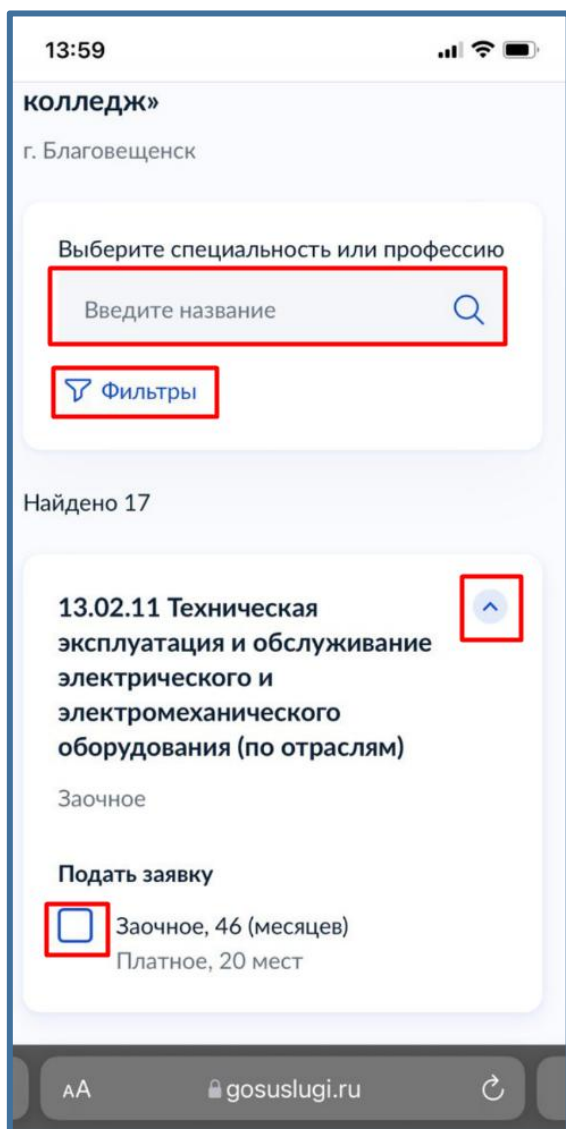 13:59
колледж»
г. Благовещенск
Выберите специальность или профессию
Введите название
Фильтры
Найдено 17
13.02.11 Техническая
эксплуатация и обслуживание
электрического и
электромеханического
оборудования (по отраслям)
Заочное
Подать заявку
Заочное, 46 (месяцев)
Платное, 20 мест
AA gosuslugi.ru